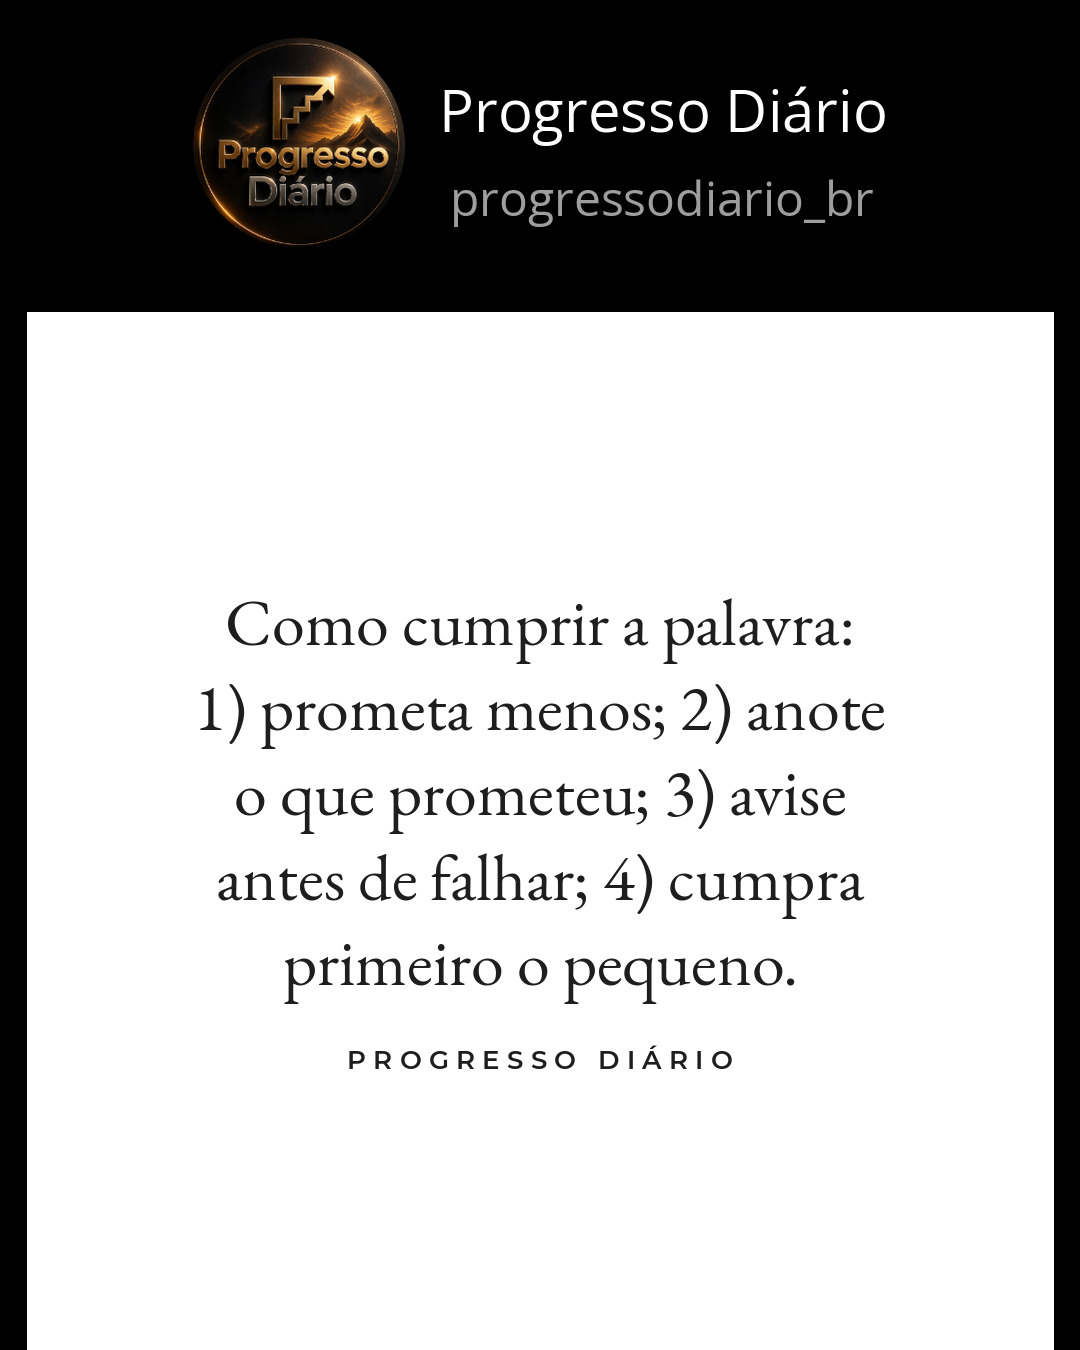 Progresso
Diário
Progresso Diário
progressodiario_br
Como cumprir a palavra:
1) prometa menos; 2) anote
o que prometeu; 3) avise
antes de falhar; 4) cumpra
primeiro o pequeno.
PROGRESSO DIÁRIO